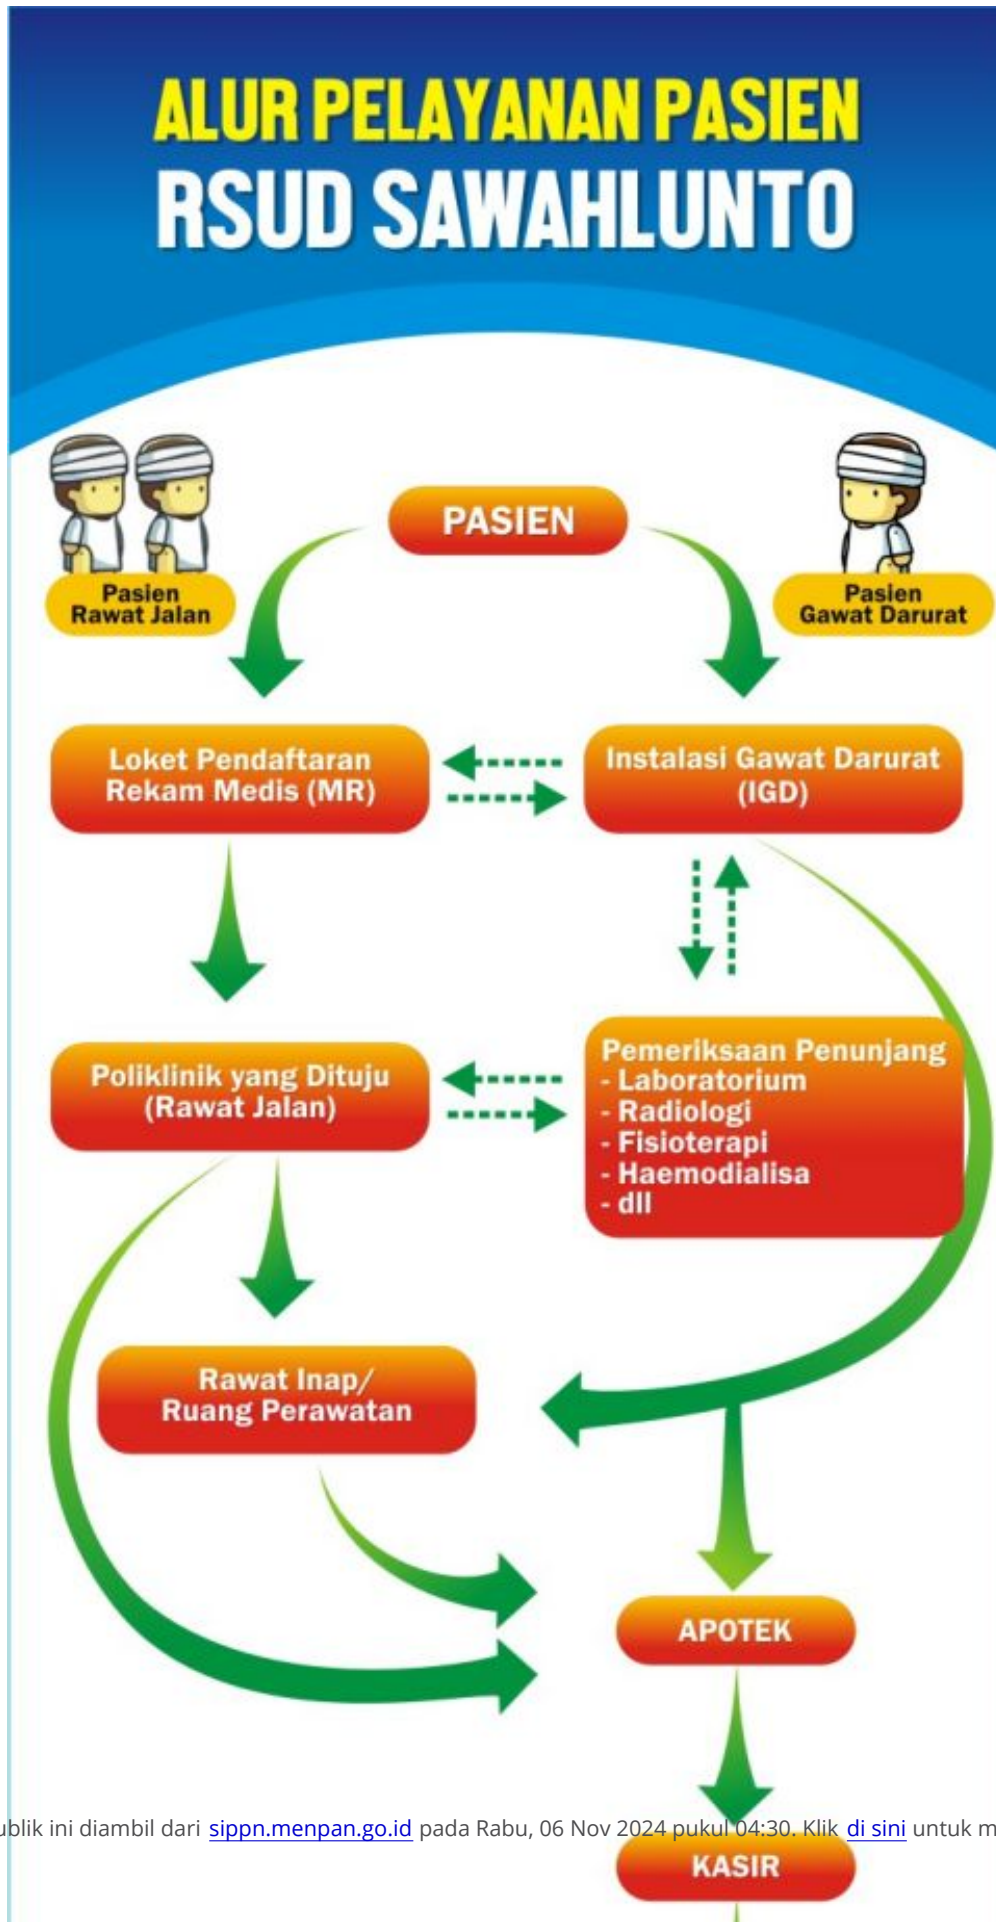 ALUR PELAYANAN PASIEN
RSUD SAWAHLUNTO
PASIEN
Pasien
Rawat Jalan
Pasien
Gawat Darurat
Loket Pendaftaran
Rekam Medis (MR)
Instalasi Gawat Darurat
(IGD)
Poliklinik yang Dituju
(Rawat Jalan)
Pemeriksaan Penunjang
- Laboratorium
- Radiologi
- Fisioterapi
- Haemodialisa
- dll
Rawat Inap/
Ruang Perawatan
APOTEK
ublik ini diambil dari sippn.menpan.go.id pada Rabu, 06 Nov 2024 pukul 04:30. Klik di sini untuk m
KASIR